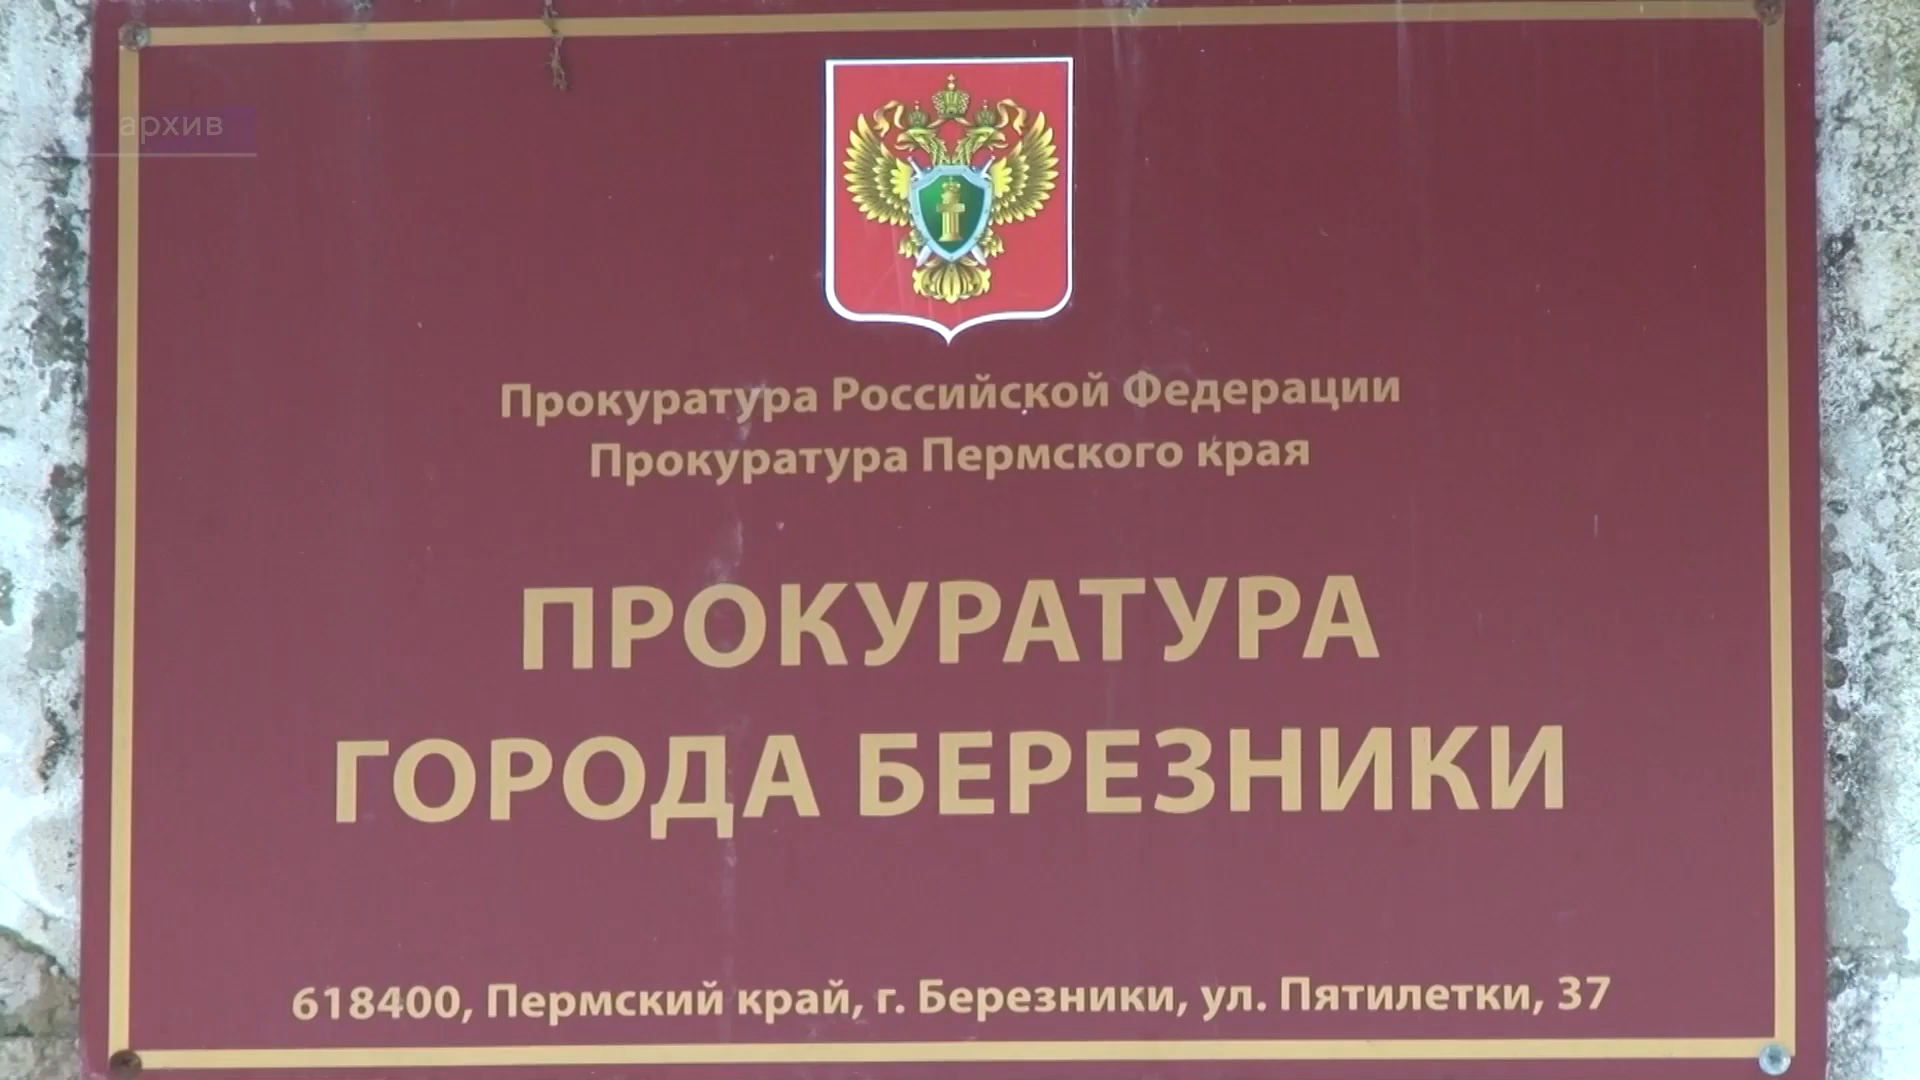 архив
Прокуратура Российской Федерации
Прокуратура Пермского края
ПРОКУРАТУРА
ГОРОДА БЕРЕЗНИКИ
618400, Пермский край, г. Березники, ул. Пятилетки, 37